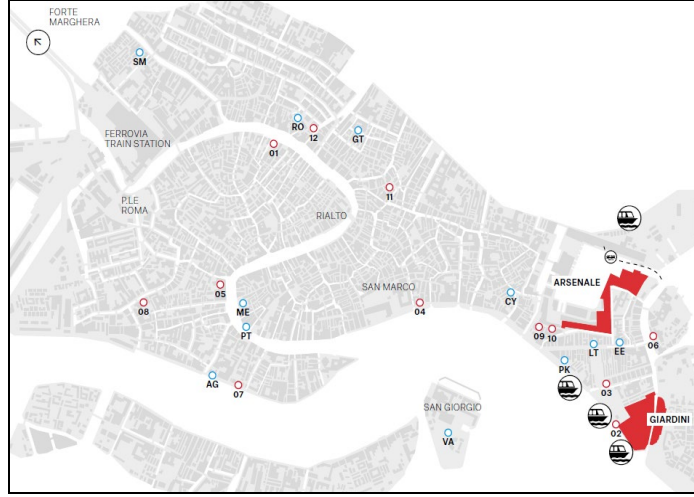 FORTE
MARGHERA
SM
RO
12
GT
FERROVIA
TRAIN STATION
01
11
P.LE
ROMA
RIALTO
ARSENALE
05
SAN MARCO
CY
08
ME
04
PT
09
10
LT
EE
06
PK
AG
07
03
SAN GIORGIO
02
GIARDINI
VA